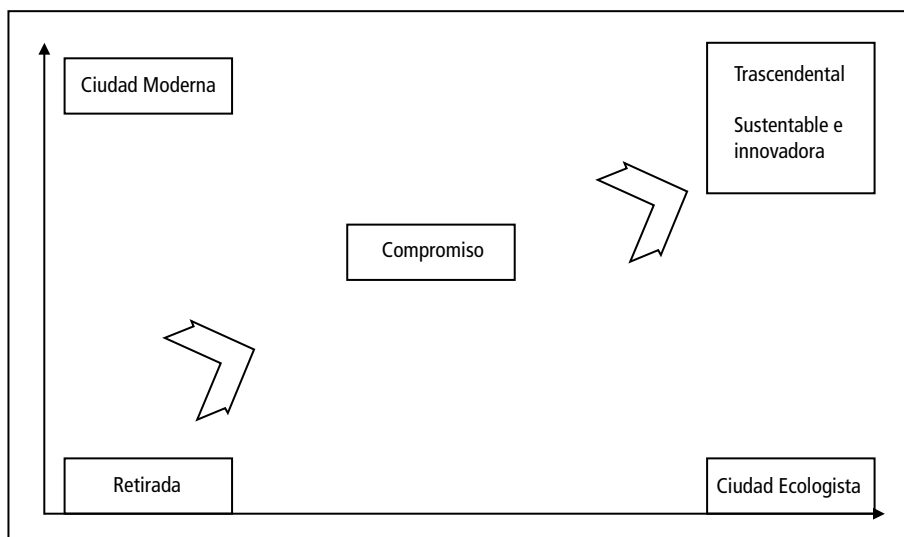 Ciudad Moderna
Trascendental
Sustentable e
innovadora
Compromiso
Retirada
Ciudad Ecologista